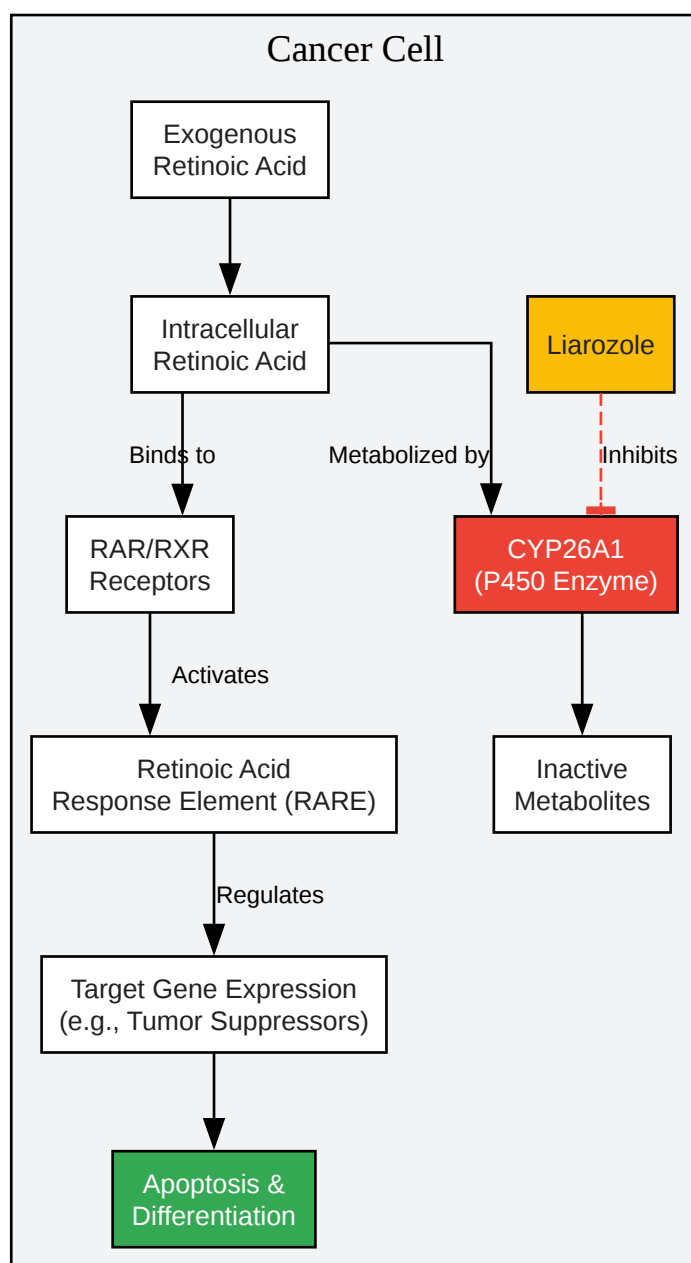 Cancer Cell
Exogenous
Retinoic Acid
Intracellular
Retinoic Acid
Liarozole
Binds to
Metabolized by
Inhibits
RAR/RXR
Receptors
CYP26A1
(P450 Enzyme)
Activates
Retinoic Acid
Response Element (RARE)
Inactive
Metabolites
Regulates
Target Gene Expression
(e.g., Tumor Suppressors)
Apoptosis &
Differentiation